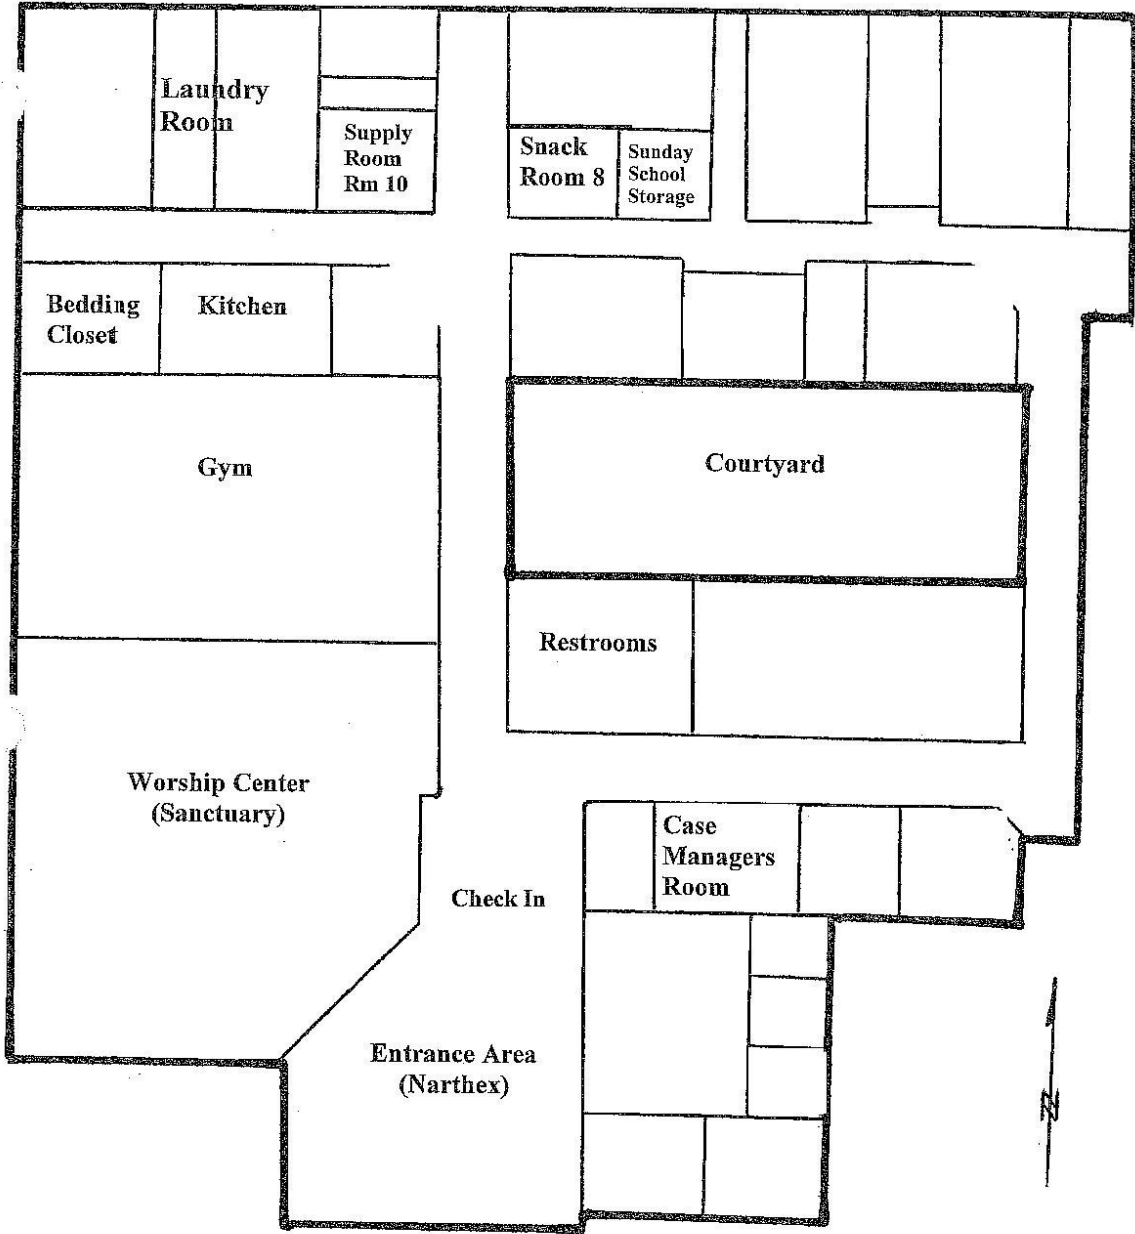 Laundry
Room
Supply
Room
Rm 10
Snack
Room 8
Sunday
School
Storage
Bedding
Closet
Kitchen
Gym
Courtyard
Restrooms
Worship Center
(Sanctuary)
Case
Managers
Room
Check In
Entrance Area
(Narthex)
N